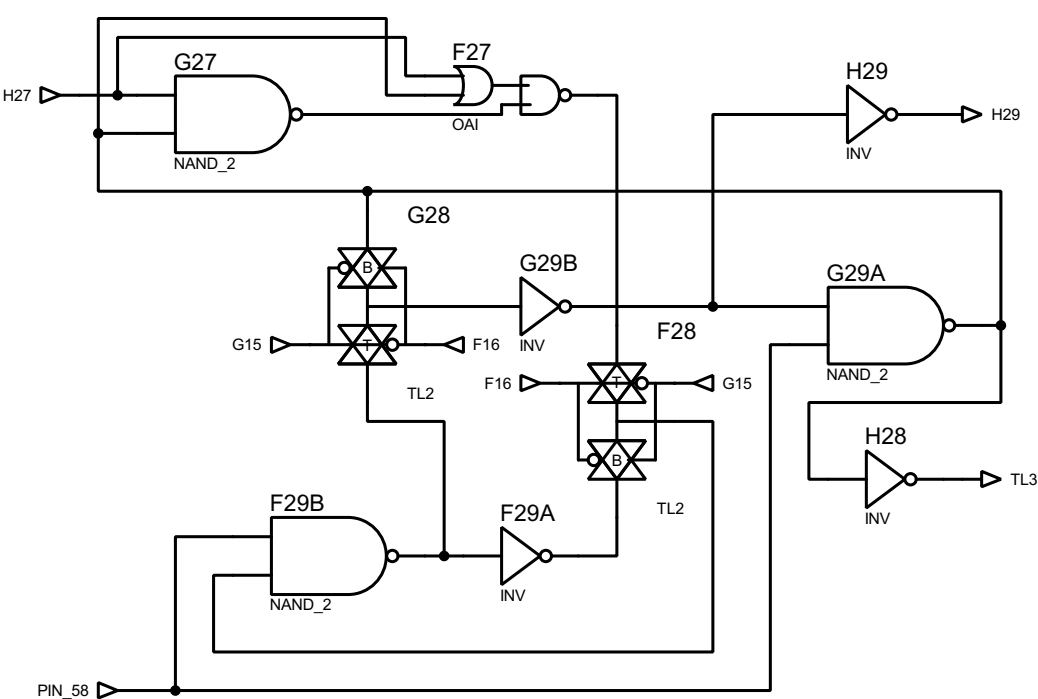 F27
G27
H29
H27
H29
OAI
NAND_2
INV
G28
B
G29B
G29A
G15
T
F16
INV
F28
NAND_2
F16
T
G15
TL2
H28
B
TL3
F29B
F29A
TL2
INV
INV
NAND_2
PIN_58